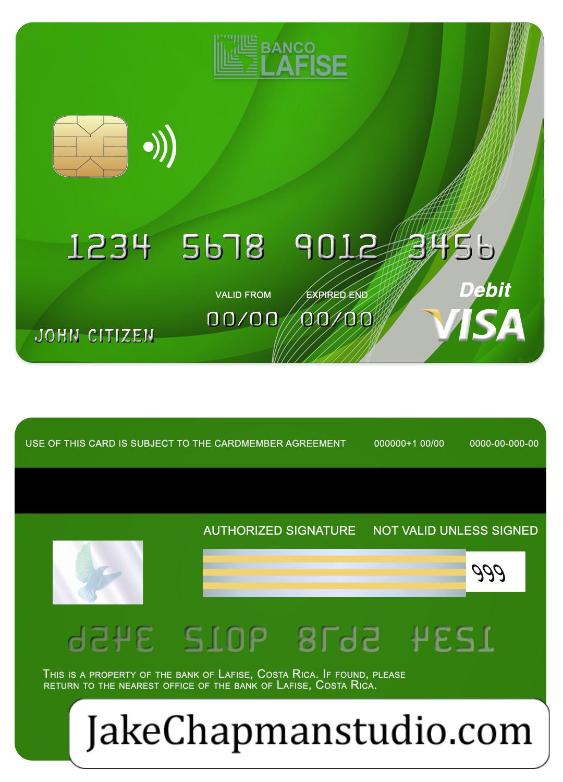 BANCO
LAFISE
1234 5678 9012 3456
VALID FROM EXPIRED END
00/00 00/00
Debit
JOHN CITIZEN
VISA
USE OF THIS CARD IS SUBJECT TO THE CARDMEMBER AGREEMENT 000000+1 00/00 0000-00-000-00
AUTHORIZED SIGNATURE NOT VALID UNLESS SIGNED
999
THIS IS A PROPERTY OF THE BANK OF LAFISE, COSTA RICA. IF FOUND, PLEASE
RETURN TO THE NEAREST OFFICE OF THE BANK OF LAFISE, COSTA RICA.
JakeChapmanstudio.com